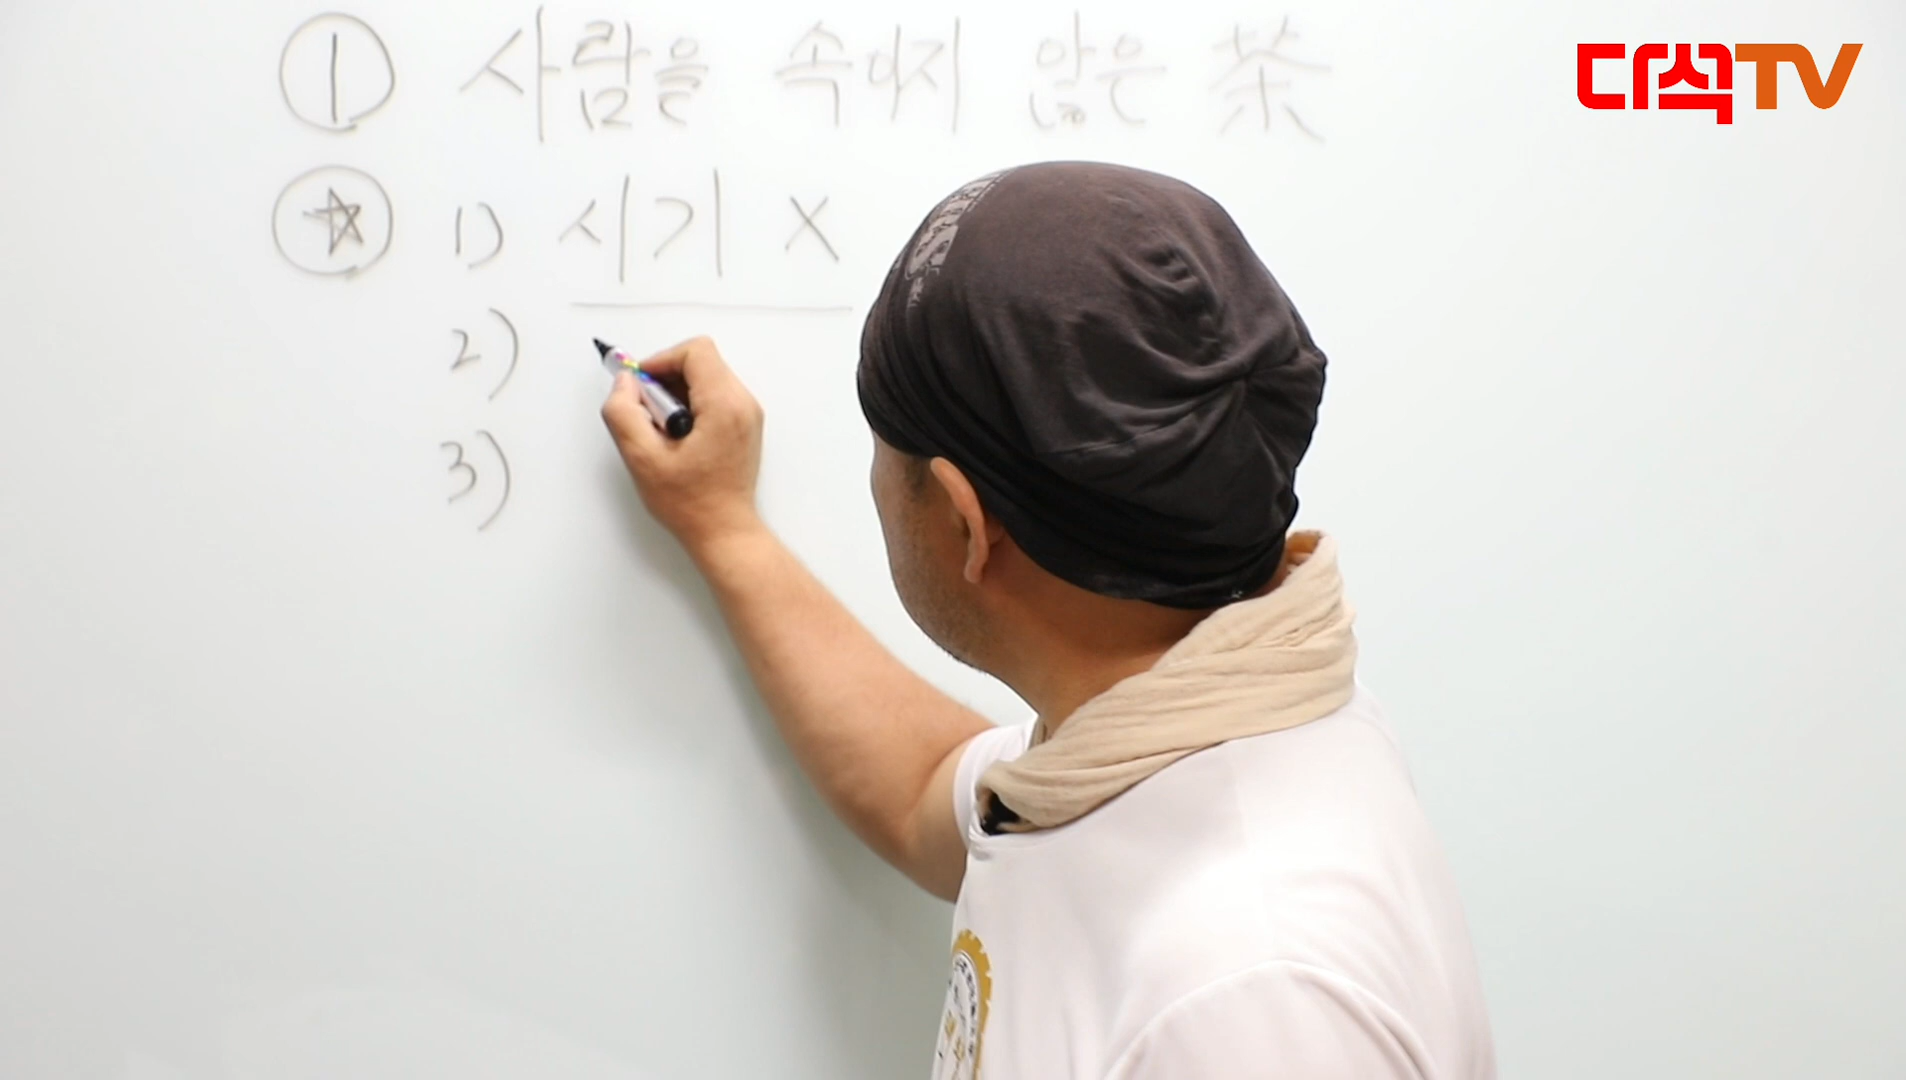 ① 사람을 속이지 않은 茶
다석TV
☆ 1) 시기 X
2)
3)